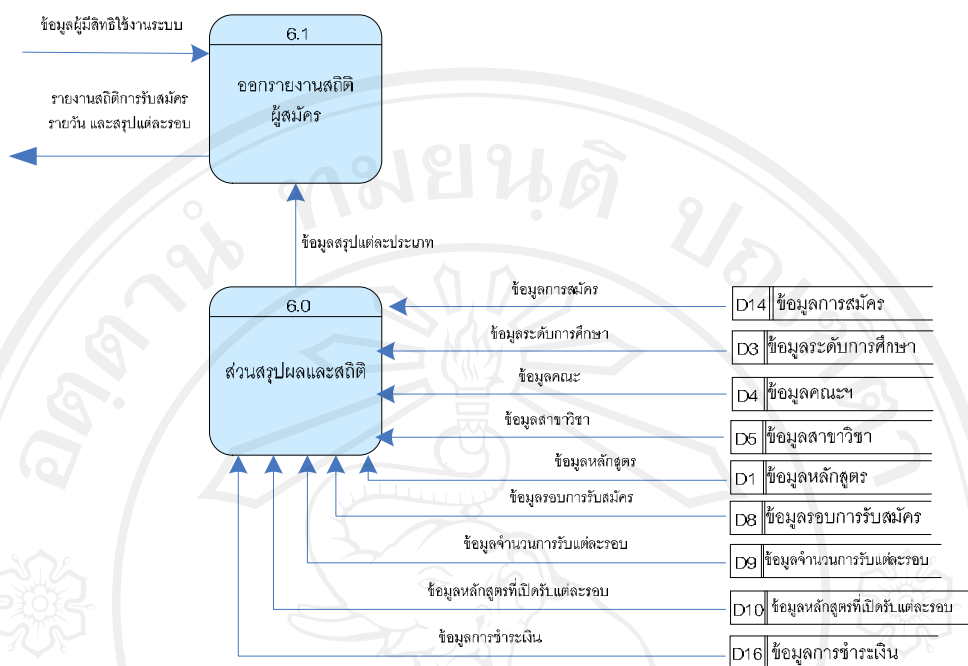 ข้อมูลผู้มีสิทธิใช้งานระบบ
6.1
ออกรายงานสถิติ
ผู้สมัคร
รายงานสถิติการรับสมัคร
รายวัน และสรุปแต่ละรอบ
ข้อมูลสรุปแต่ละประเภท
6.0
ส่วนสรุปผลและสถิติ
ข้อมูลการสมัคร
D14 ข้อมูลการสมัคร
ข้อมูลระดับการศึกษา
D3 ข้อมูลระดับการศึกษา
ข้อมูลคณะ
D4 ข้อมูลคณะฯ
ข้อมูลสาขาวิชา
D5 ข้อมูลสาขาวิชา
ข้อมูลหลักสูตร
D1 ข้อมูลหลักสูตร
ข้อมูลรอบการรับสมัคร
D8 ข้อมูลรอบการรับสมัคร
ข้อมูลจำนวนการรับแต่ละรอบ
D9 ข้อมูลจำนวนการรับแต่ละรอบ
ข้อมูลหลักสูตรที่เปิดรับแต่ละรอบ
D10 ข้อมูลหลักสูตรที่เปิดรับแต่ละรอบ
ข้อมูลการชำระเงิน
D16 ข้อมูลการชำระเงิน
อตฺตานํ ทมยนฺติ ปณฺฑิตา